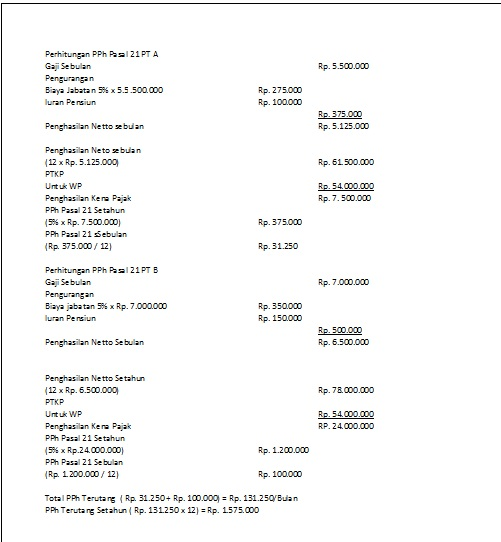 Perhitungan PPh Pasal 21 PT A
Gaji Sebulan Rp. 5.500.000
Pengurangan
Biaya Jabatan 5% x 5.5.500.000 Rp. 275.000
Iuran Pensiun Rp. 100.000
Rp. 375.000
Penghasilan Netto sebulan Rp. 5.125.000
Penghasilan Neto sebulan
(12 x Rp. 5.125.000) Rp. 61.500.000
PTKP
Untuk WP Rp. 54.000.000
Penghasilan Kena Pajak Rp. 7. 500.000
PPh Pasal 21 Setahun
(5% x Rp. 7.500.000) Rp. 375.000
PPh Pasal 21 sSebulan
(Rp. 375.000 / 12) Rp. 31.250
Perhitungan PPh Pasal 21 PT B
Gaji Sebulan Rp. 7.000.000
Pengurangan
Biaya jabatan 5% x Rp. 7.000.000 Rp. 350.000
Iuran Pensiun Rp. 150.000
Rp. 500.000
Penghasilan Netto Sebulan Rp. 6.500.000
Penghasilan Netto Setahun
(12 x Rp. 6.500.000) Rp. 78.000.000
PTKP
Untuk WP Rp. 54.000.000
Penghasilan Kena Pajak RP. 24.000.000
PPh Pasal 21 Setahun
(5% x Rp.24.000.000) Rp. 1.200.000
PPh Pasal 21 Sebulan
(Rp. 1.200.000 / 12) Rp. 100.000
Total PPh Terutang ( Rp. 31.250 + Rp. 100.000) = Rp. 131.250/Bulan
PPh Terutang Setahun ( Rp. 131.250 x 12) = Rp. 1.575.000